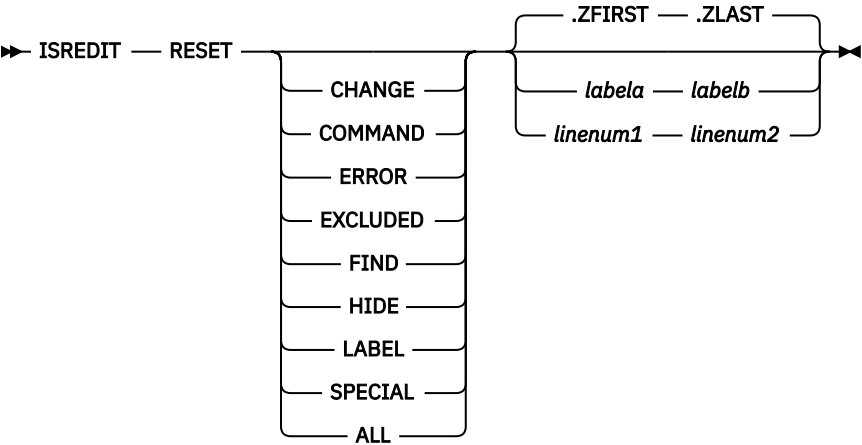 .ZFIRST .ZLAST
ISREDIT RESET
CHANGE labela labelb
COMMAND linenum1 linenum2
ERROR
EXCLUDED
FIND
HIDE
LABEL
SPECIAL
ALL